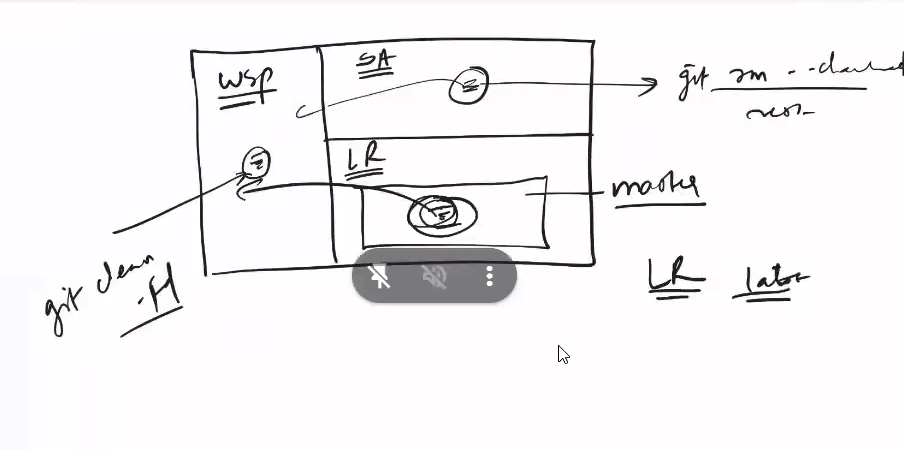 SA
WSP
git rm --cached
LR
master
git clean
-fd
LR later